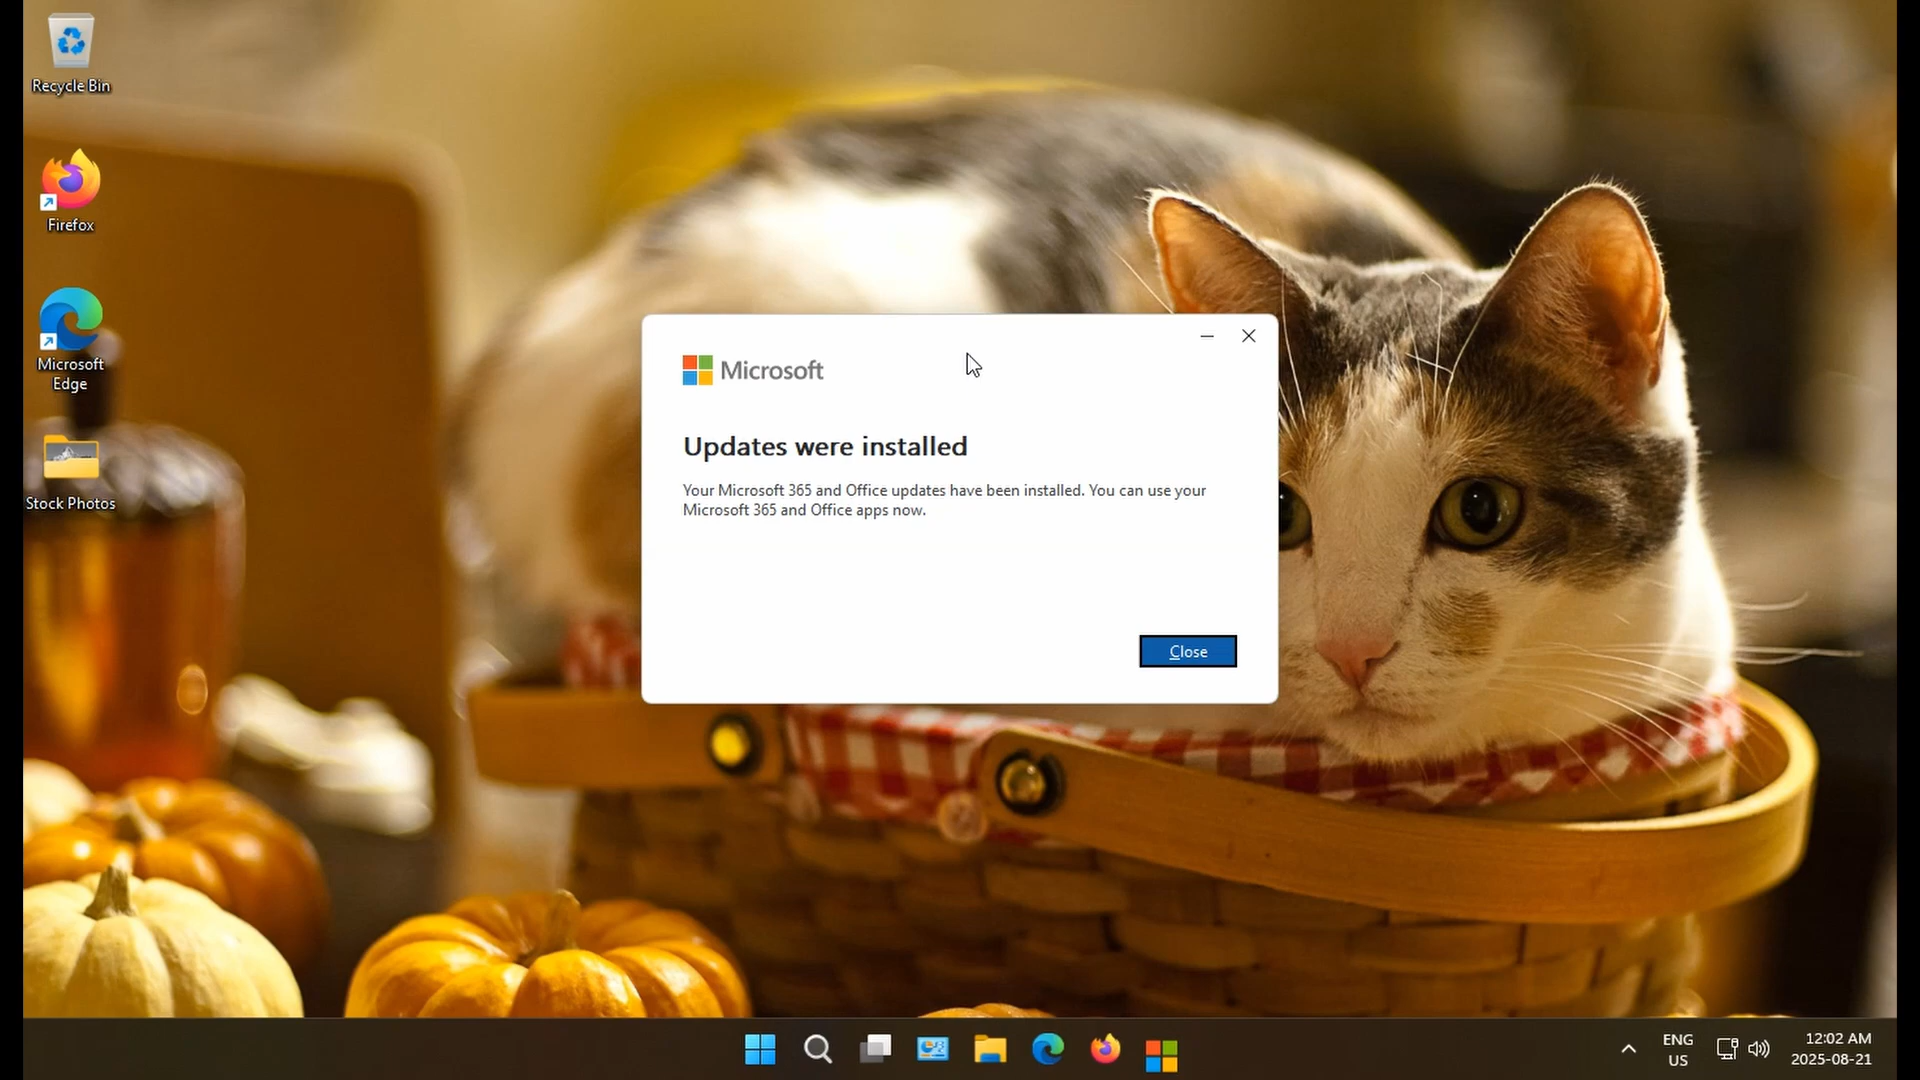 Recycle Bin
Firefox
Microsoft
Edge
Stock Photos
Microsoft
Updates were installed
Your Microsoft 365 and Office updates have been installed. You can use your
Microsoft 365 and Office apps now.
Close
ENG
US
12:02 AM
2025-08-21